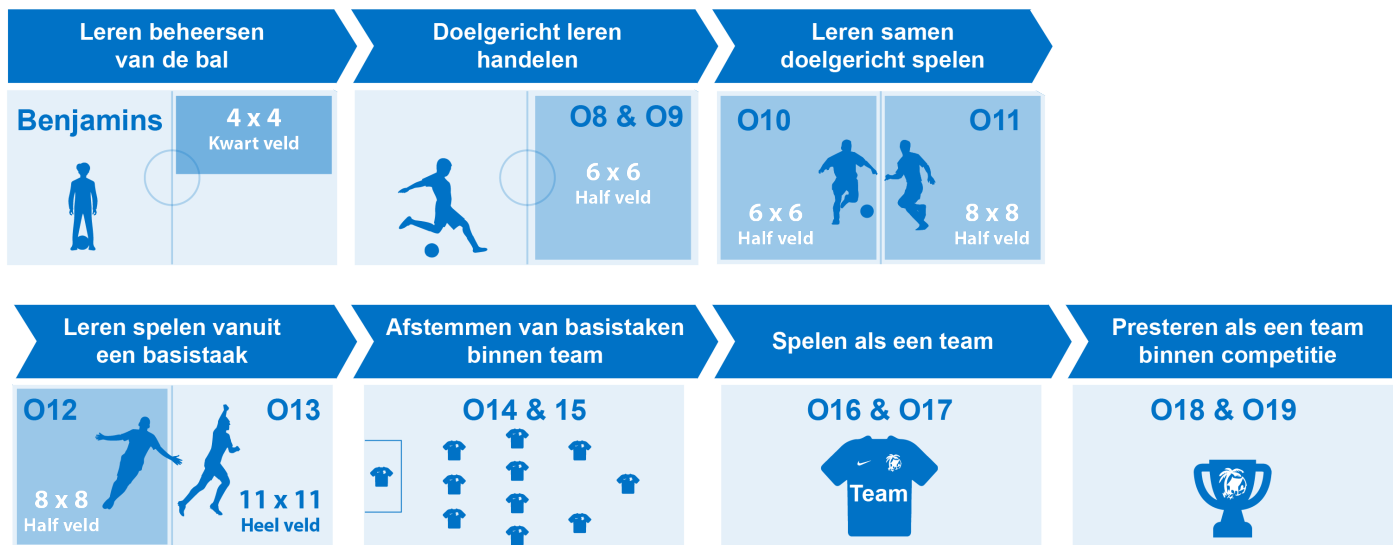 Leren beheersen
van de bal
Doelgericht leren
handelen
Leren samen
doelgericht spelen
Benjamins
4 x 4
Kwart veld
O8 & O9
6 x 6
Half veld
O10
6 x 6
Half veld
O11
8 x 8
Half veld
Leren spelen vanuit
een basistaak
Afstemmen van basistaken
binnen team
Spelen als een team
Presteren als een team
binnen competitie
O12
8 x 8
Half veld
O13
11 x 11
Heel veld
O14 & 15
O16 & O17
Team
O18 & O19